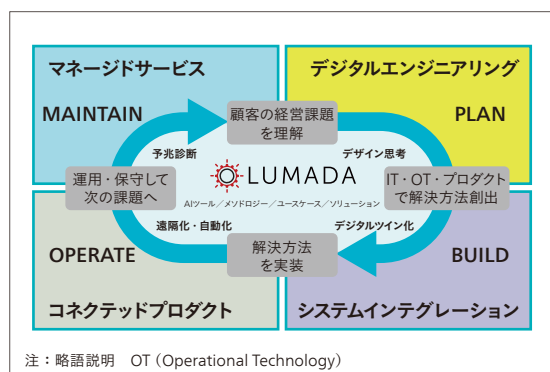 マネージドサービス
デジタルエンジニアリング
MAINTAIN
顧客の経営課題
を理解
PLAN
予兆診断
デザイン思考
運用・保守して
次の課題へ
LUMADA
IT・OT・プロダクト
で解決方法創出
AIツール／メソドロジー／ユースケース／ソリューション
遠隔化・自動化
デジタルツイン化
OPERATE
解決方法
を実装
BUILD
コネクテッドプロダクト
システムインテグレーション
注：略語説明　OT（Operational Technology）